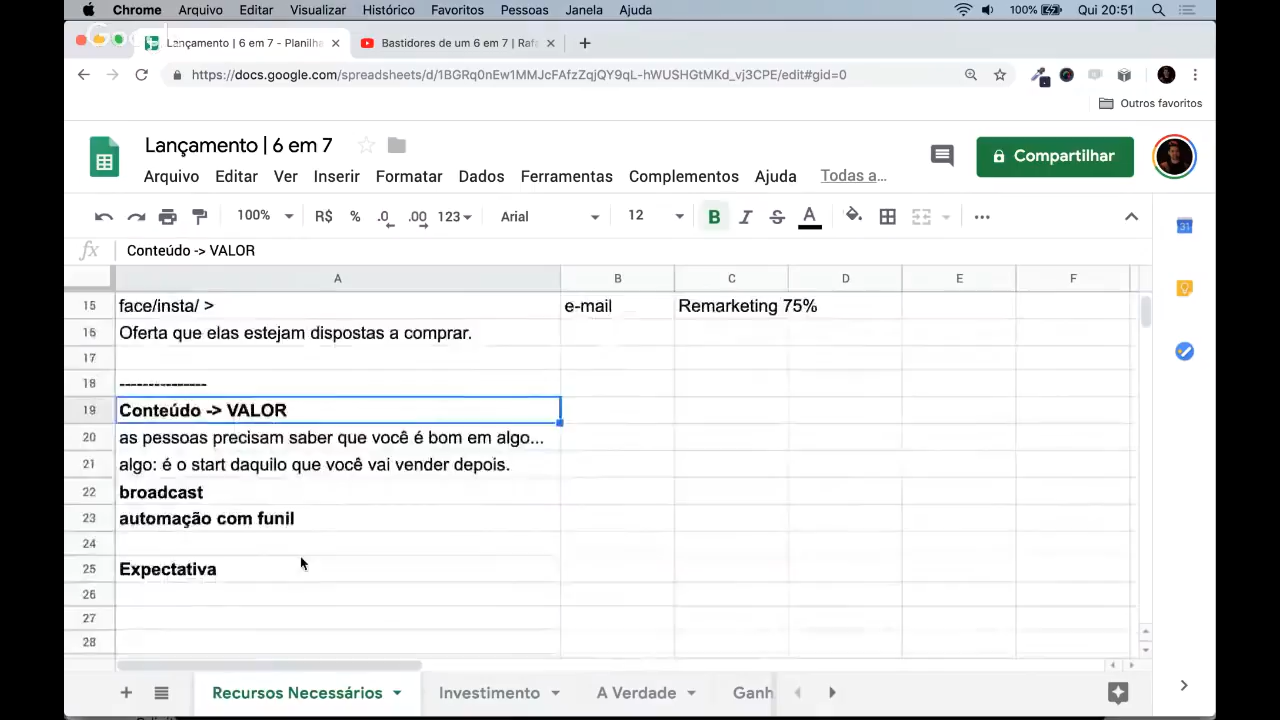 Chrome Arquivo Editar Visualizar Histórico Favoritos Pessoas Janela Ajuda 100% Qui 20:51
Lançamento | 6 em 7 - Planilha Bastidores de um 6 em 7 | Rafa
https://docs.google.com/spreadsheets/d/1BGRq0nEw1MMJcFAfzZqjQY9qL-hWUSHGtMKd_vj3CPE/edit#gid=0
Outros favoritos
Lançamento | 6 em 7
Compartilhar
Arquivo Editar Ver Inserir Formatar Dados Ferramentas Complementos Ajuda Todas a...
100% R$ % .0 .00 123 Arial 12 B I S A
fx Conteúdo -> VALOR
A B C D E F
15 face/insta/ > e-mail Remarketing 75%
16 Oferta que elas estejam dispostas a comprar.
17
18 ---------------
19 Conteúdo -> VALOR
20 as pessoas precisam saber que você é bom em algo...
21 algo: é o start daquilo que você vai vender depois.
22 broadcast
23 automação com funil
24
25 Expectativa
26
27
28
Recursos Necessários Investimento A Verdade Ganh
31